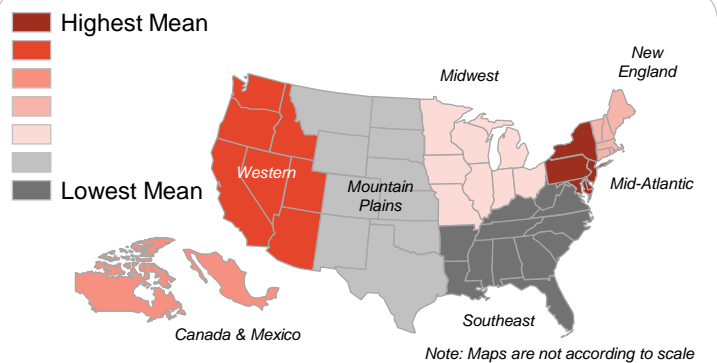 Highest Mean
Lowest Mean
Western
Mountain
Plains
Midwest
New
England
Mid-Atlantic
Southeast
Canada & Mexico
Note: Maps are not according to scale